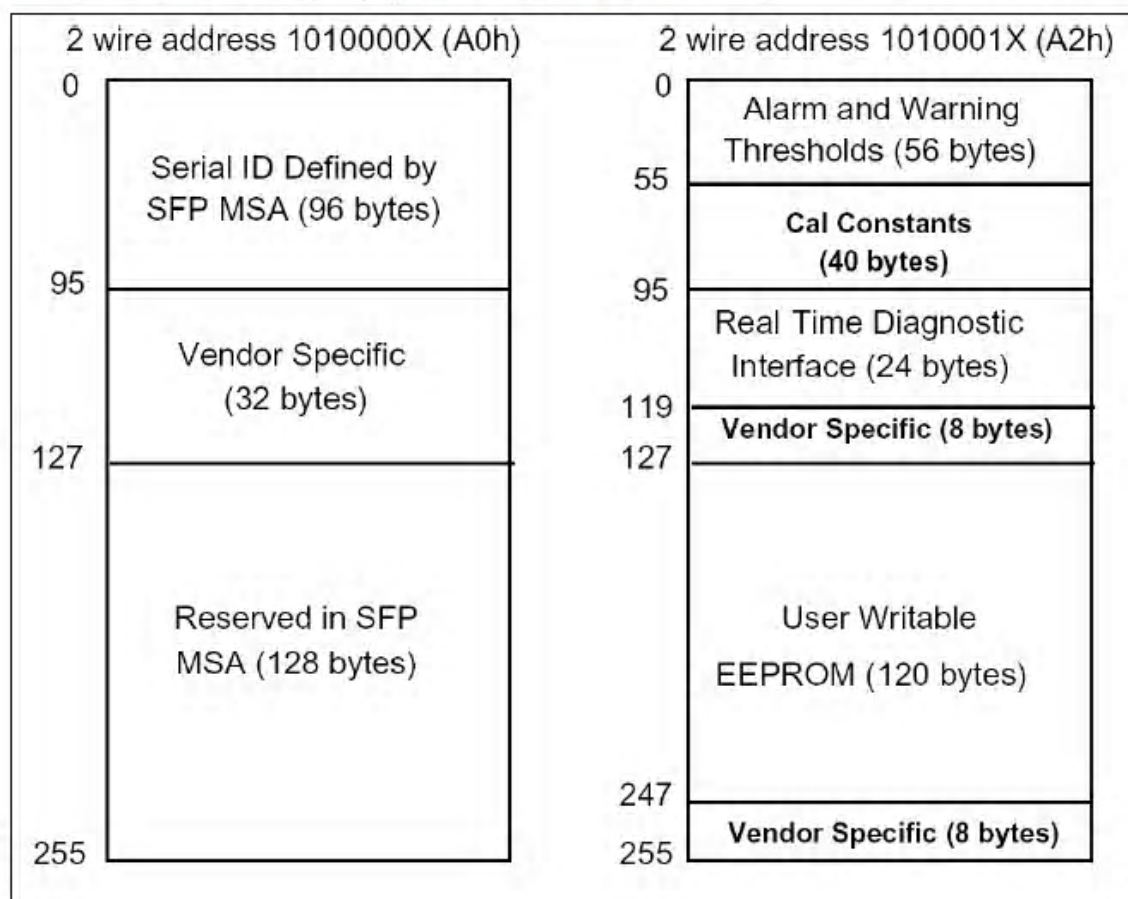 2 wire address 1010000X (A0h)
0
Serial ID Defined by
SFP MSA (96 bytes)
95
Vendor Specific
(32 bytes)
127
Reserved in SFP
MSA (128 bytes)
255
2 wire address 1010001X (A2h)
0
Alarm and Warning
Thresholds (56 bytes)
55
Cal Constants
(40 bytes)
95
Real Time Diagnostic
Interface (24 bytes)
119
Vendor Specific (8 bytes)
127
User Writable
EEPROM (120 bytes)
247
Vendor Specific (8 bytes)
255